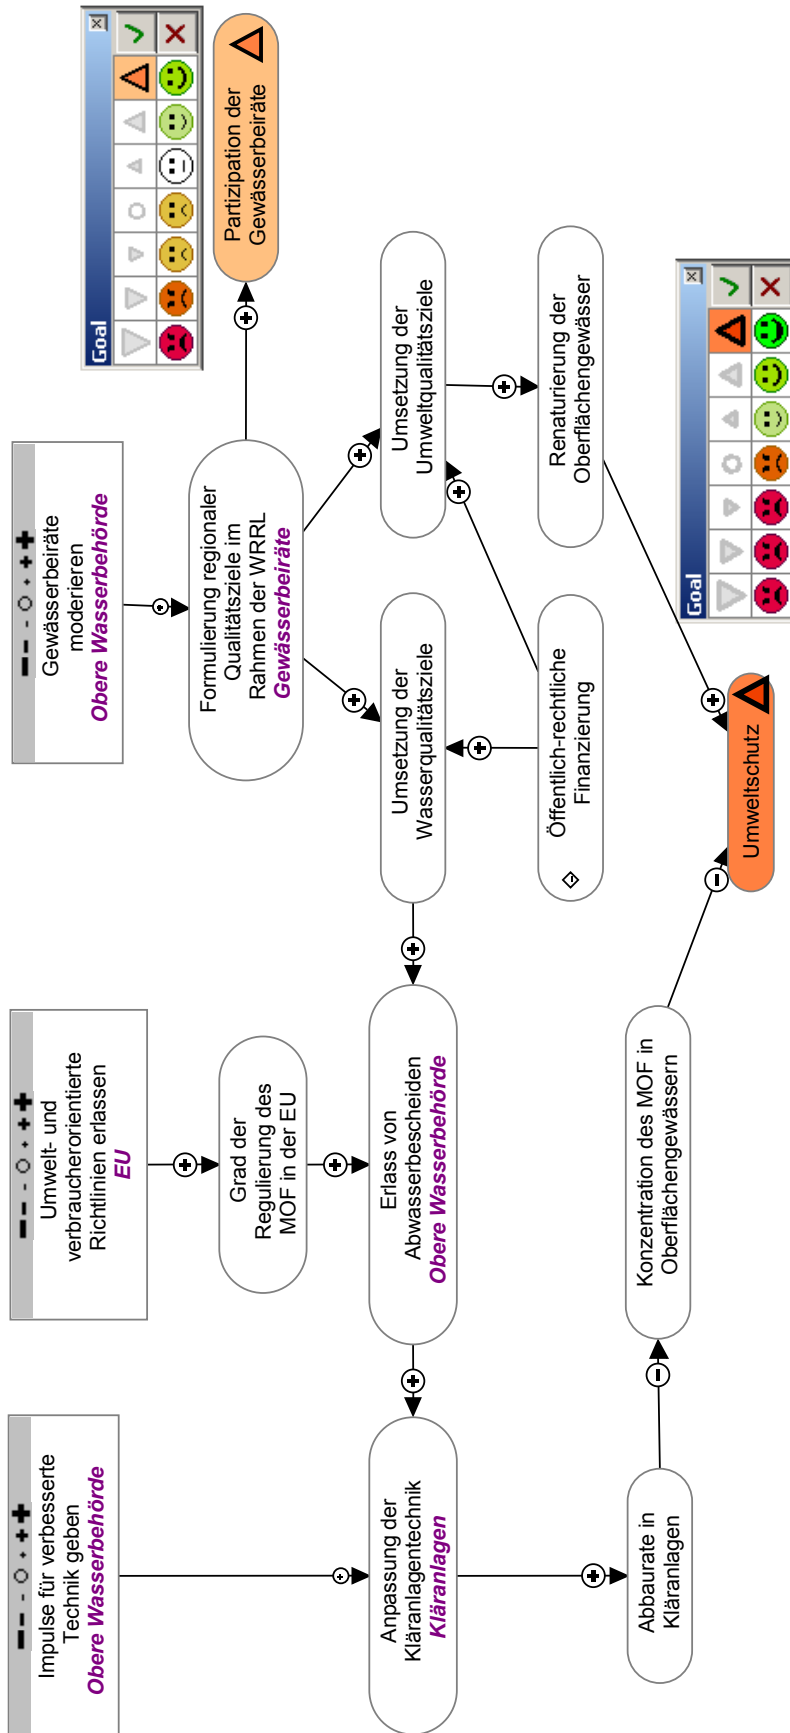 Impulse für verbesserte
Technik geben
Obere Wasserbehörde
Umwelt- und
verbraucherorientierte
Richtlinien erlassen
EU
Gewässerbeiräte
moderieren
Obere Wasserbehörde
Goal
Partizipation der
Gewässerbeiräte
Grad der
Regulierung des
MOF in der EU
Formulierung regionaler
Qualitätsziele im
Rahmen der WRRL
Gewässerbeiräte
Anpassung der
Kläranlagentechnik
Kläranlagen
Erlass von
Abwasserbescheiden
Obere Wasserbehörde
Umsetzung der
Wasserqualitätsziele
Umsetzung der
Umweltqualitätsziele
Öffentlich-rechtliche
Finanzierung
Renaturierung der
Oberflächengewässer
Abbaurate in
Kläranlagen
Konzentration des MOF in
Oberflächengewässern
Umweltschutz
Goal